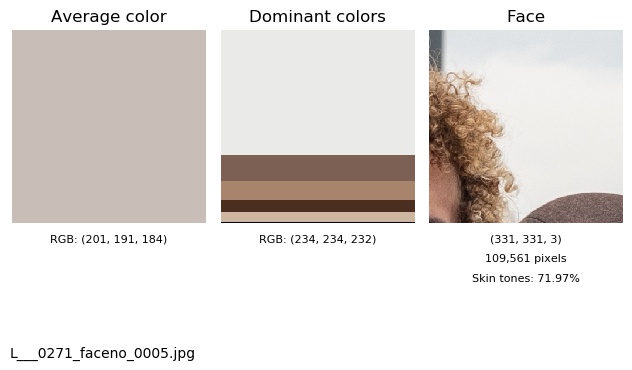 Average color
Dominant colors
Face
RGB: (201, 191, 184)
RGB: (234, 234, 232)
(331, 331, 3)
109,561 pixels
Skin tones: 71.97%
L___0271_faceno_0005.jpg